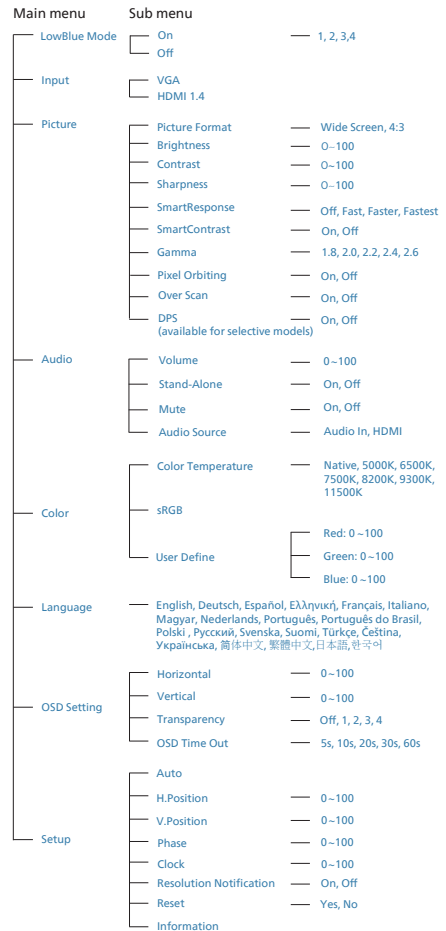 Main menu Sub menu
LowBlue Mode On 1, 2, 3,4
Off
Input VGA
HDMI 1.4
Picture Picture Format Wide Screen, 4:3
Brightness 0–100
Contrast 0~100
Sharpness 0–100
SmartResponse Off, Fast, Faster, Fastest
SmartContrast On, Off
Gamma 1.8, 2.0, 2.2, 2.4, 2.6
Pixel Orbiting On, Off
Over Scan On, Off
DPS On, Off
(available for selective models)
Audio Volume 0~100
Stand-Alone On, Off
Mute On, Off
Audio Source Audio In, HDMI
Color Temperature Native, 5000K, 6500K,
7500K, 8200K, 9300K,
11500K
Color sRGB
Red: 0~100
User Define Green: 0~100
Blue: 0~100
Language English, Deutsch, Español, Ελληνική, Français, Italiano,
Magyar, Nederlands, Português, Português do Brasil,
Polski , Русский, Svenska, Suomi, Türkçe, Čeština,
Українська, 简体中文, 繁體中文,日本語,한국어
Horizontal 0~100
Vertical 0~100
OSD Setting Transparency Off, 1, 2, 3, 4
OSD Time Out 5s, 10s, 20s, 30s, 60s
Auto
H.Position 0~100
V.Position 0~100
Setup Phase 0~100
Clock 0~100
Resolution Notification On, Off
Reset Yes, No
Information